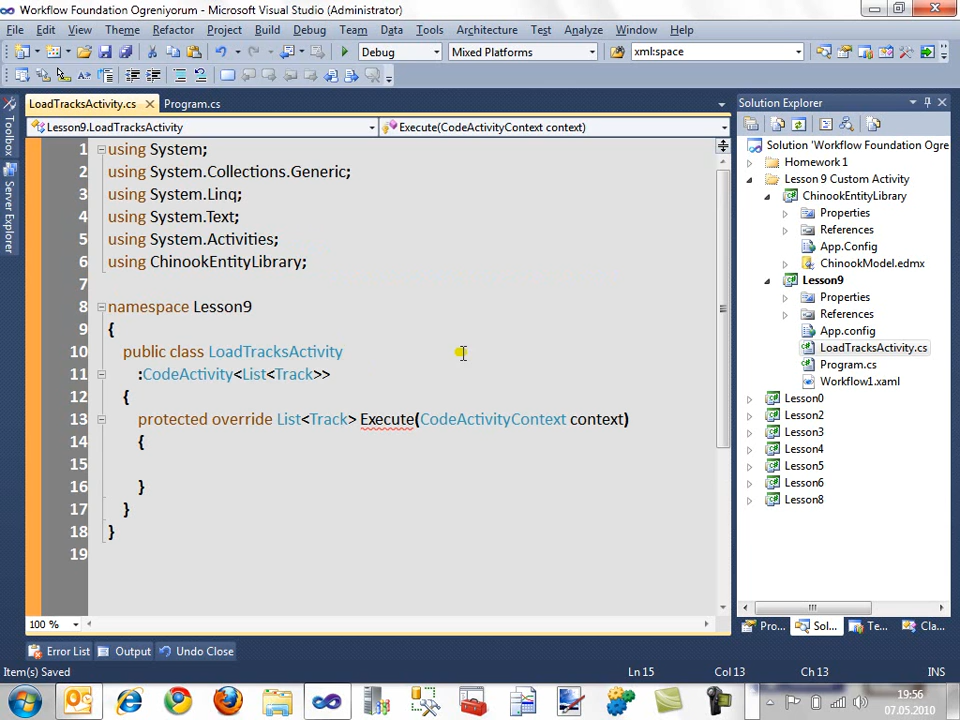 Workflow Foundation Ogreniyorum - Microsoft Visual Studio (Administrator)
File Edit View Theme Refactor Project Build Debug Team Data Tools Architecture Test Analyze Window Help
Debug Mixed Platforms xml:space
LoadTracksActivity.cs Program.cs
Lesson9.LoadTracksActivity Execute(CodeActivityContext context)
1 using System;
2 using System.Collections.Generic;
3 using System.Linq;
4 using System.Text;
5 using System.Activities;
6 using ChinookEntityLibrary;
7
8 namespace Lesson9
9 {
10 public class LoadTracksActivity
11 :CodeActivity<List<Track>>
12 {
13 protected override List<Track> Execute(CodeActivityContext context)
14 {
15
16 }
17 }
18 }
19
100 %
Toolbox
Server Explorer
Solution Explorer
Solution 'Workflow Foundation Ogre
Homework 1
Lesson 9 Custom Activity
ChinookEntityLibrary
Properties
References
App.Config
ChinookModel.edmx
Lesson9
Properties
References
App.config
LoadTracksActivity.cs
Program.cs
Workflow1.xaml
Lesson0
Lesson2
Lesson3
Lesson4
Lesson5
Lesson6
Lesson8
Pro... Sol... Te... Cla...
Error List Output Undo Close
Item(s) Saved Ln 15 Col 13 Ch 13 INS
19:56
07.05.2010